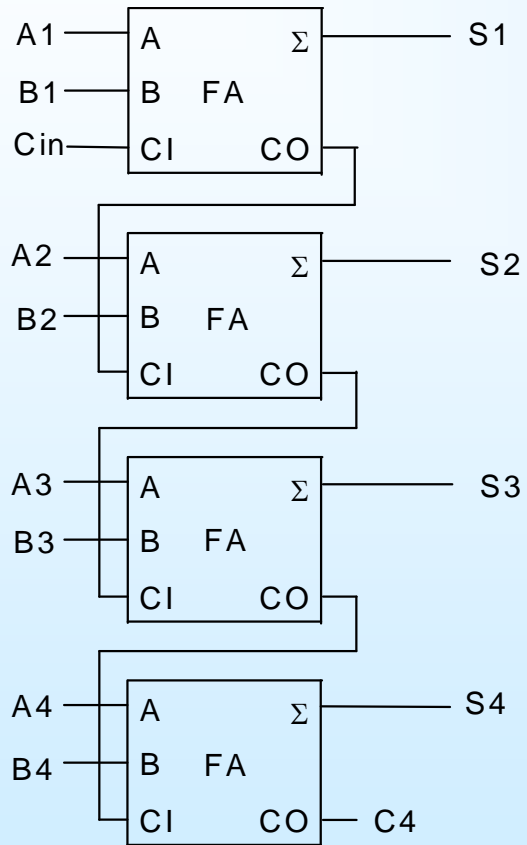 A1 A Σ S1
B1 B FA
Cin CI CO
A2 A Σ S2
B2 B FA
CI CO
A3 A Σ S3
B3 B FA
CI CO
A4 A Σ S4
B4 B FA
CI CO C4